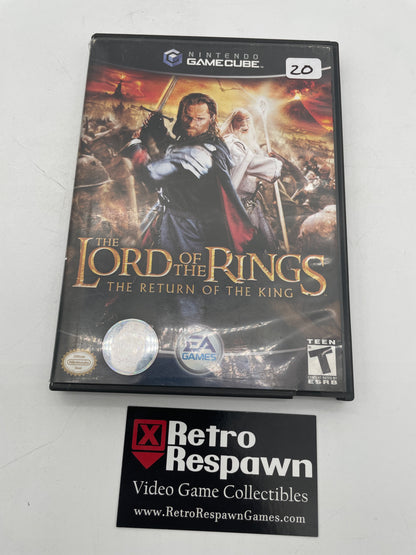 NINTENDO
GAMECUBE™
20
THE
LORD OF
THE RINGS
THE RETURN OF THE KING
EA
GAMES
TEEN
T
ESRB
Retro
Respawn
Video Game Collectibles
www.RetroRespawnGames.com